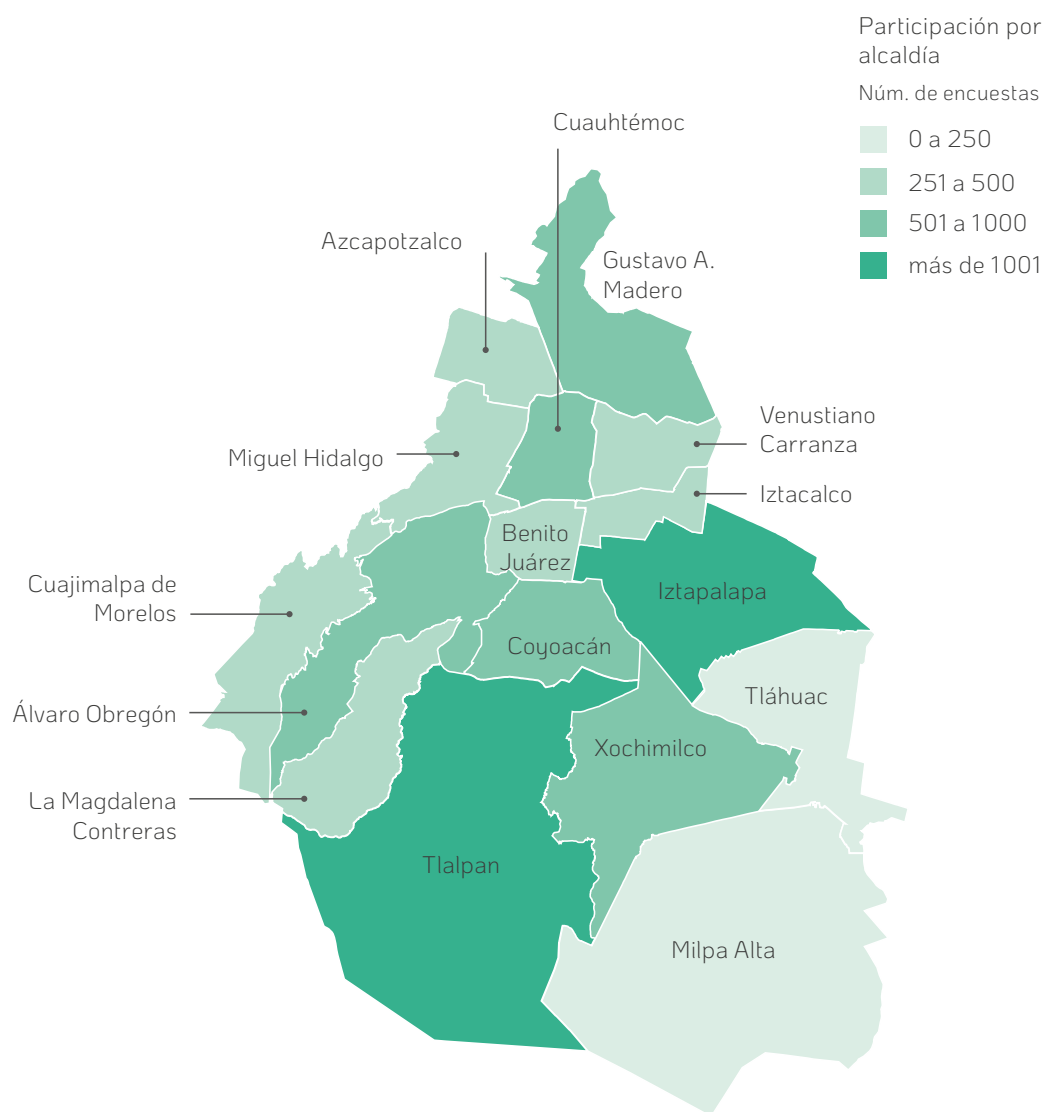 Participación por
alcaldía
Núm. de encuestas
0 a 250
251 a 500
501 a 1000
más de 1001
Cuauhtémoc
Azcapotzalco
Gustavo A.
Madero
Venustiano
Carranza
Miguel Hidalgo
Iztacalco
Benito
Juárez
Cuajimalpa de
Morelos
Iztapalapa
Coyoacán
Tláhuac
Álvaro Obregón
Xochimilco
La Magdalena
Contreras
Tlalpan
Milpa Alta